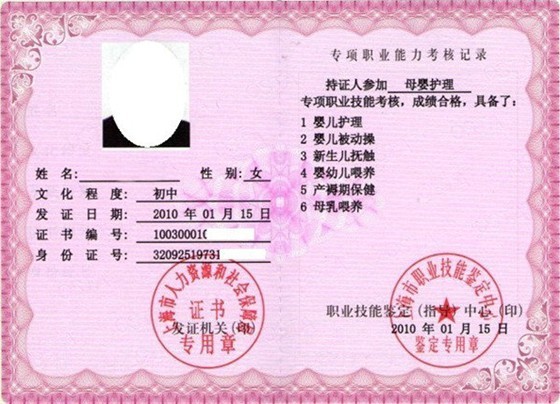 姓 名:
性 别: 女
文 化 程 度: 初中
发 证 日 期: 2010 年 01 月 15 日
证 书 编 号: 100300010
身 份 证 号: 32092519731
上海市人力资源和社会保障局
证书
发证机关(印)
专用章
专项职业能力考核记录
持证人参加 母婴护理
专项职业技能考核，成绩合格，具备了:
1 婴儿护理
2 婴儿被动操
3 新生儿抚触
4 婴幼儿喂养
5 产褥期保健
6 母乳喂养
上海市职业技能鉴定中心
职业技能鉴定(指导)中心(印)
2010 年 01 月 15 日
鉴定专用章